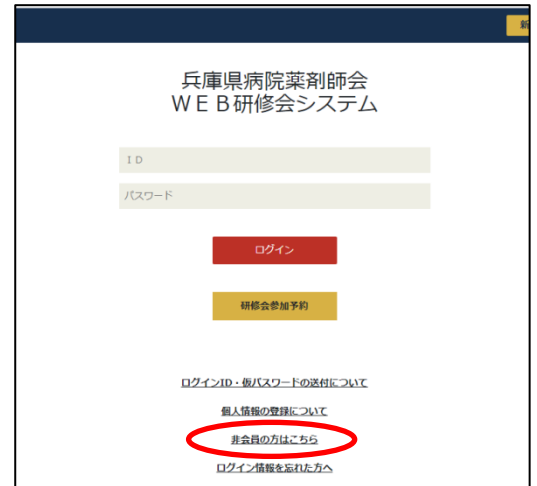 新
兵庫県病院薬剤師会
ＷＥＢ研修会システム
ＩＤ
パスワード
ログイン
研修会参加予約
ログインID・仮パスワードの送付について
個人情報の登録について
非会員の方はこちら
ログイン情報を忘れた方へ